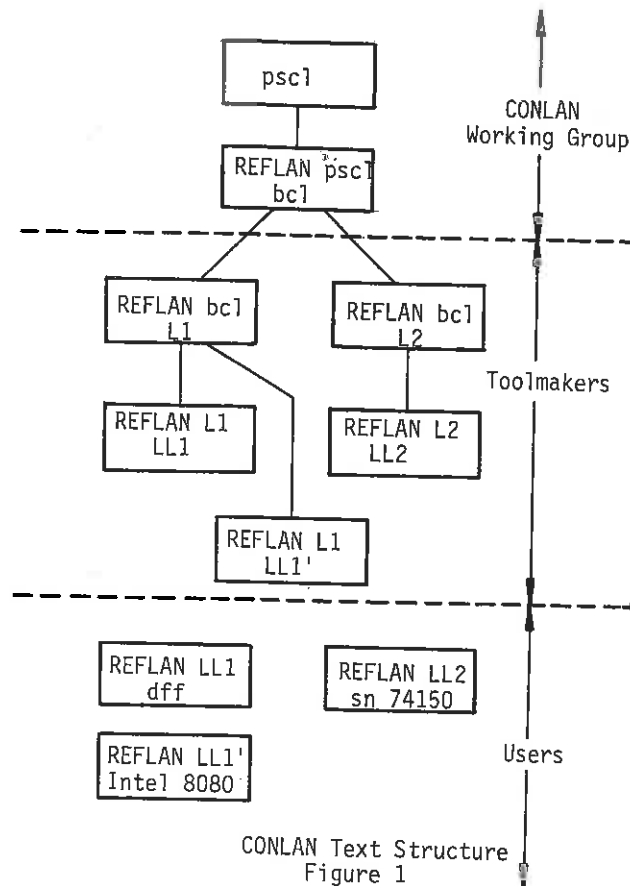 pscl
CONLAN
Working Group
REFLAN pscl
bcl
REFLAN bcl
L1
REFLAN bcl
L2
Toolmakers
REFLAN L1
LL1
REFLAN L2
LL2
REFLAN L1
LL1'
REFLAN LL1
dff
REFLAN LL2
sn 74150
REFLAN LL1'
Intel 8080
Users
CONLAN Text Structure
Figure 1